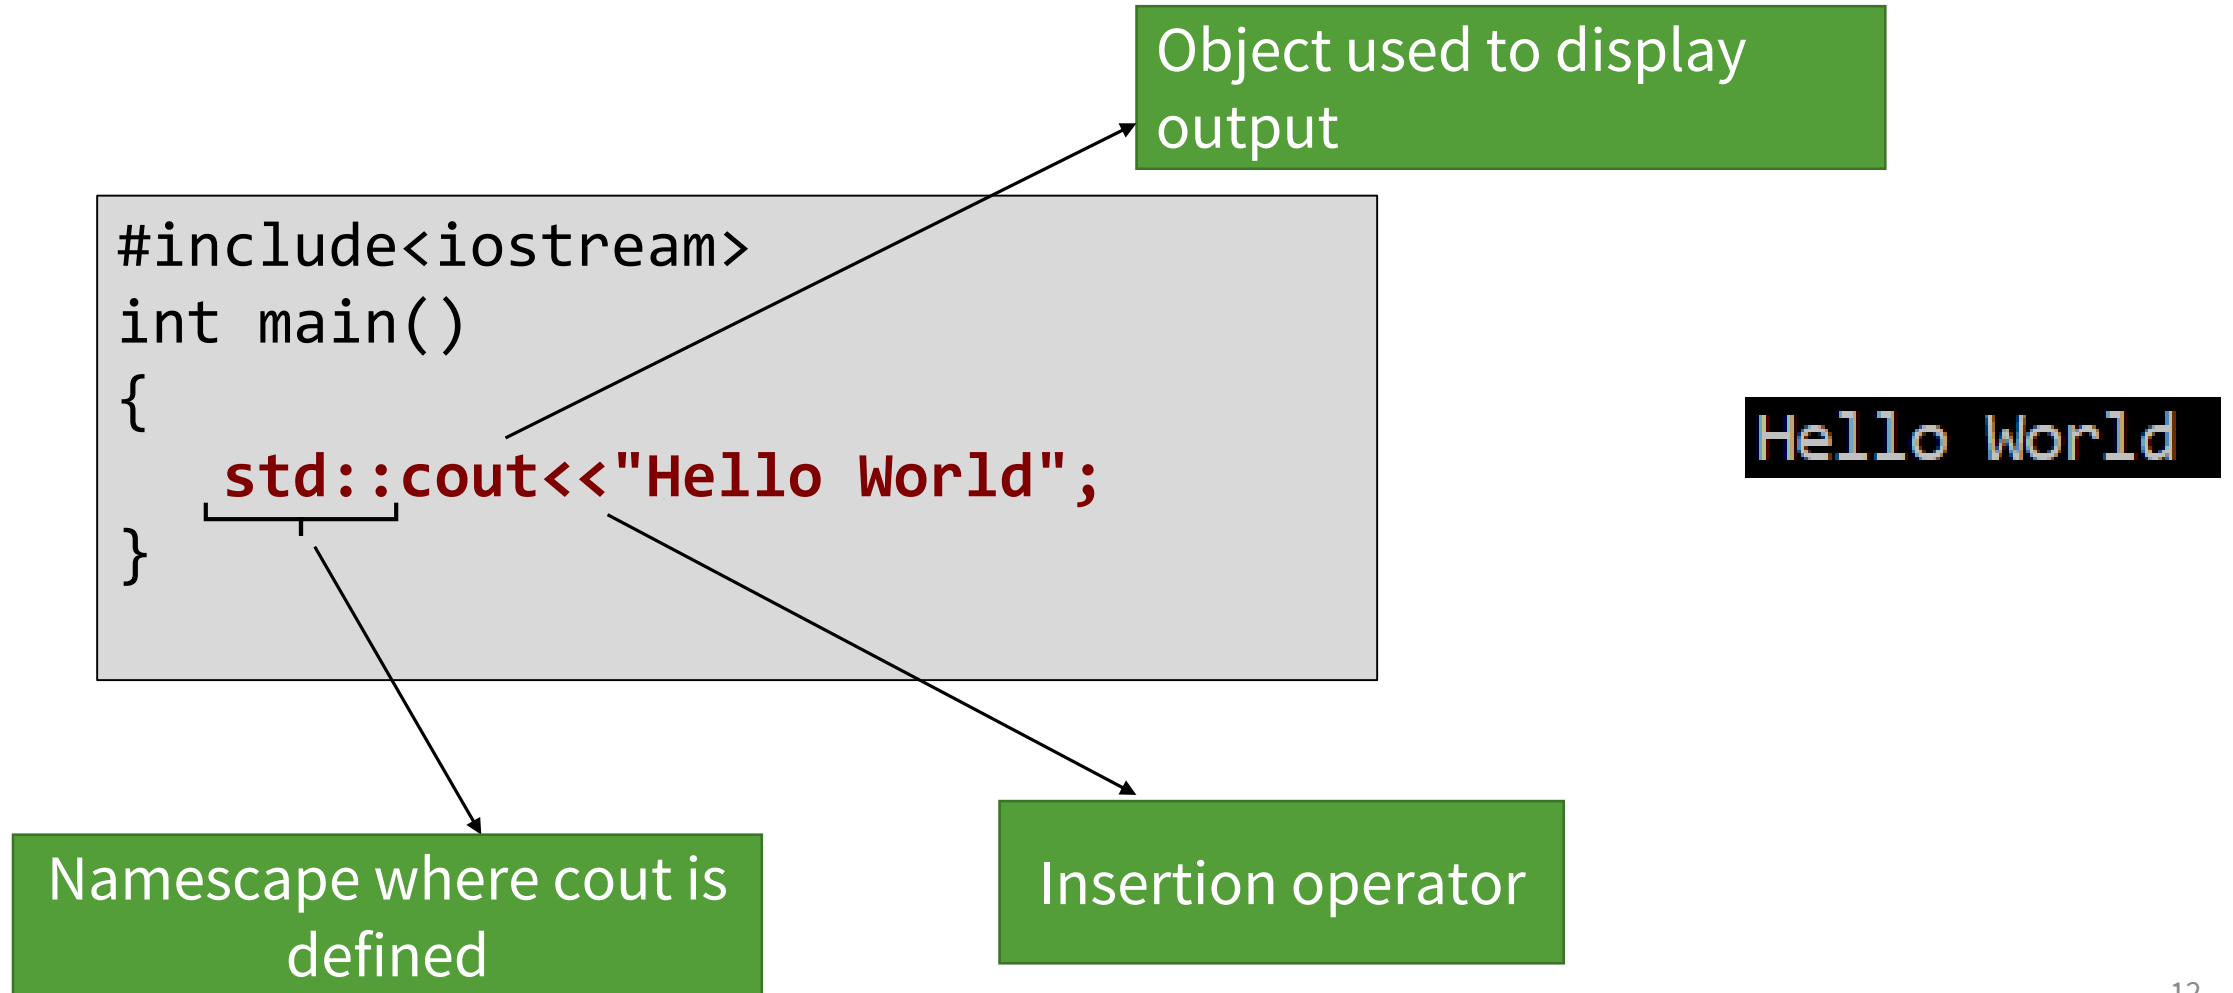 Object used to display
output
#include<iostream>
int main()
{
std::cout<<"Hello World";
}
Hello World
Namescape where cout is
defined
Insertion operator
12